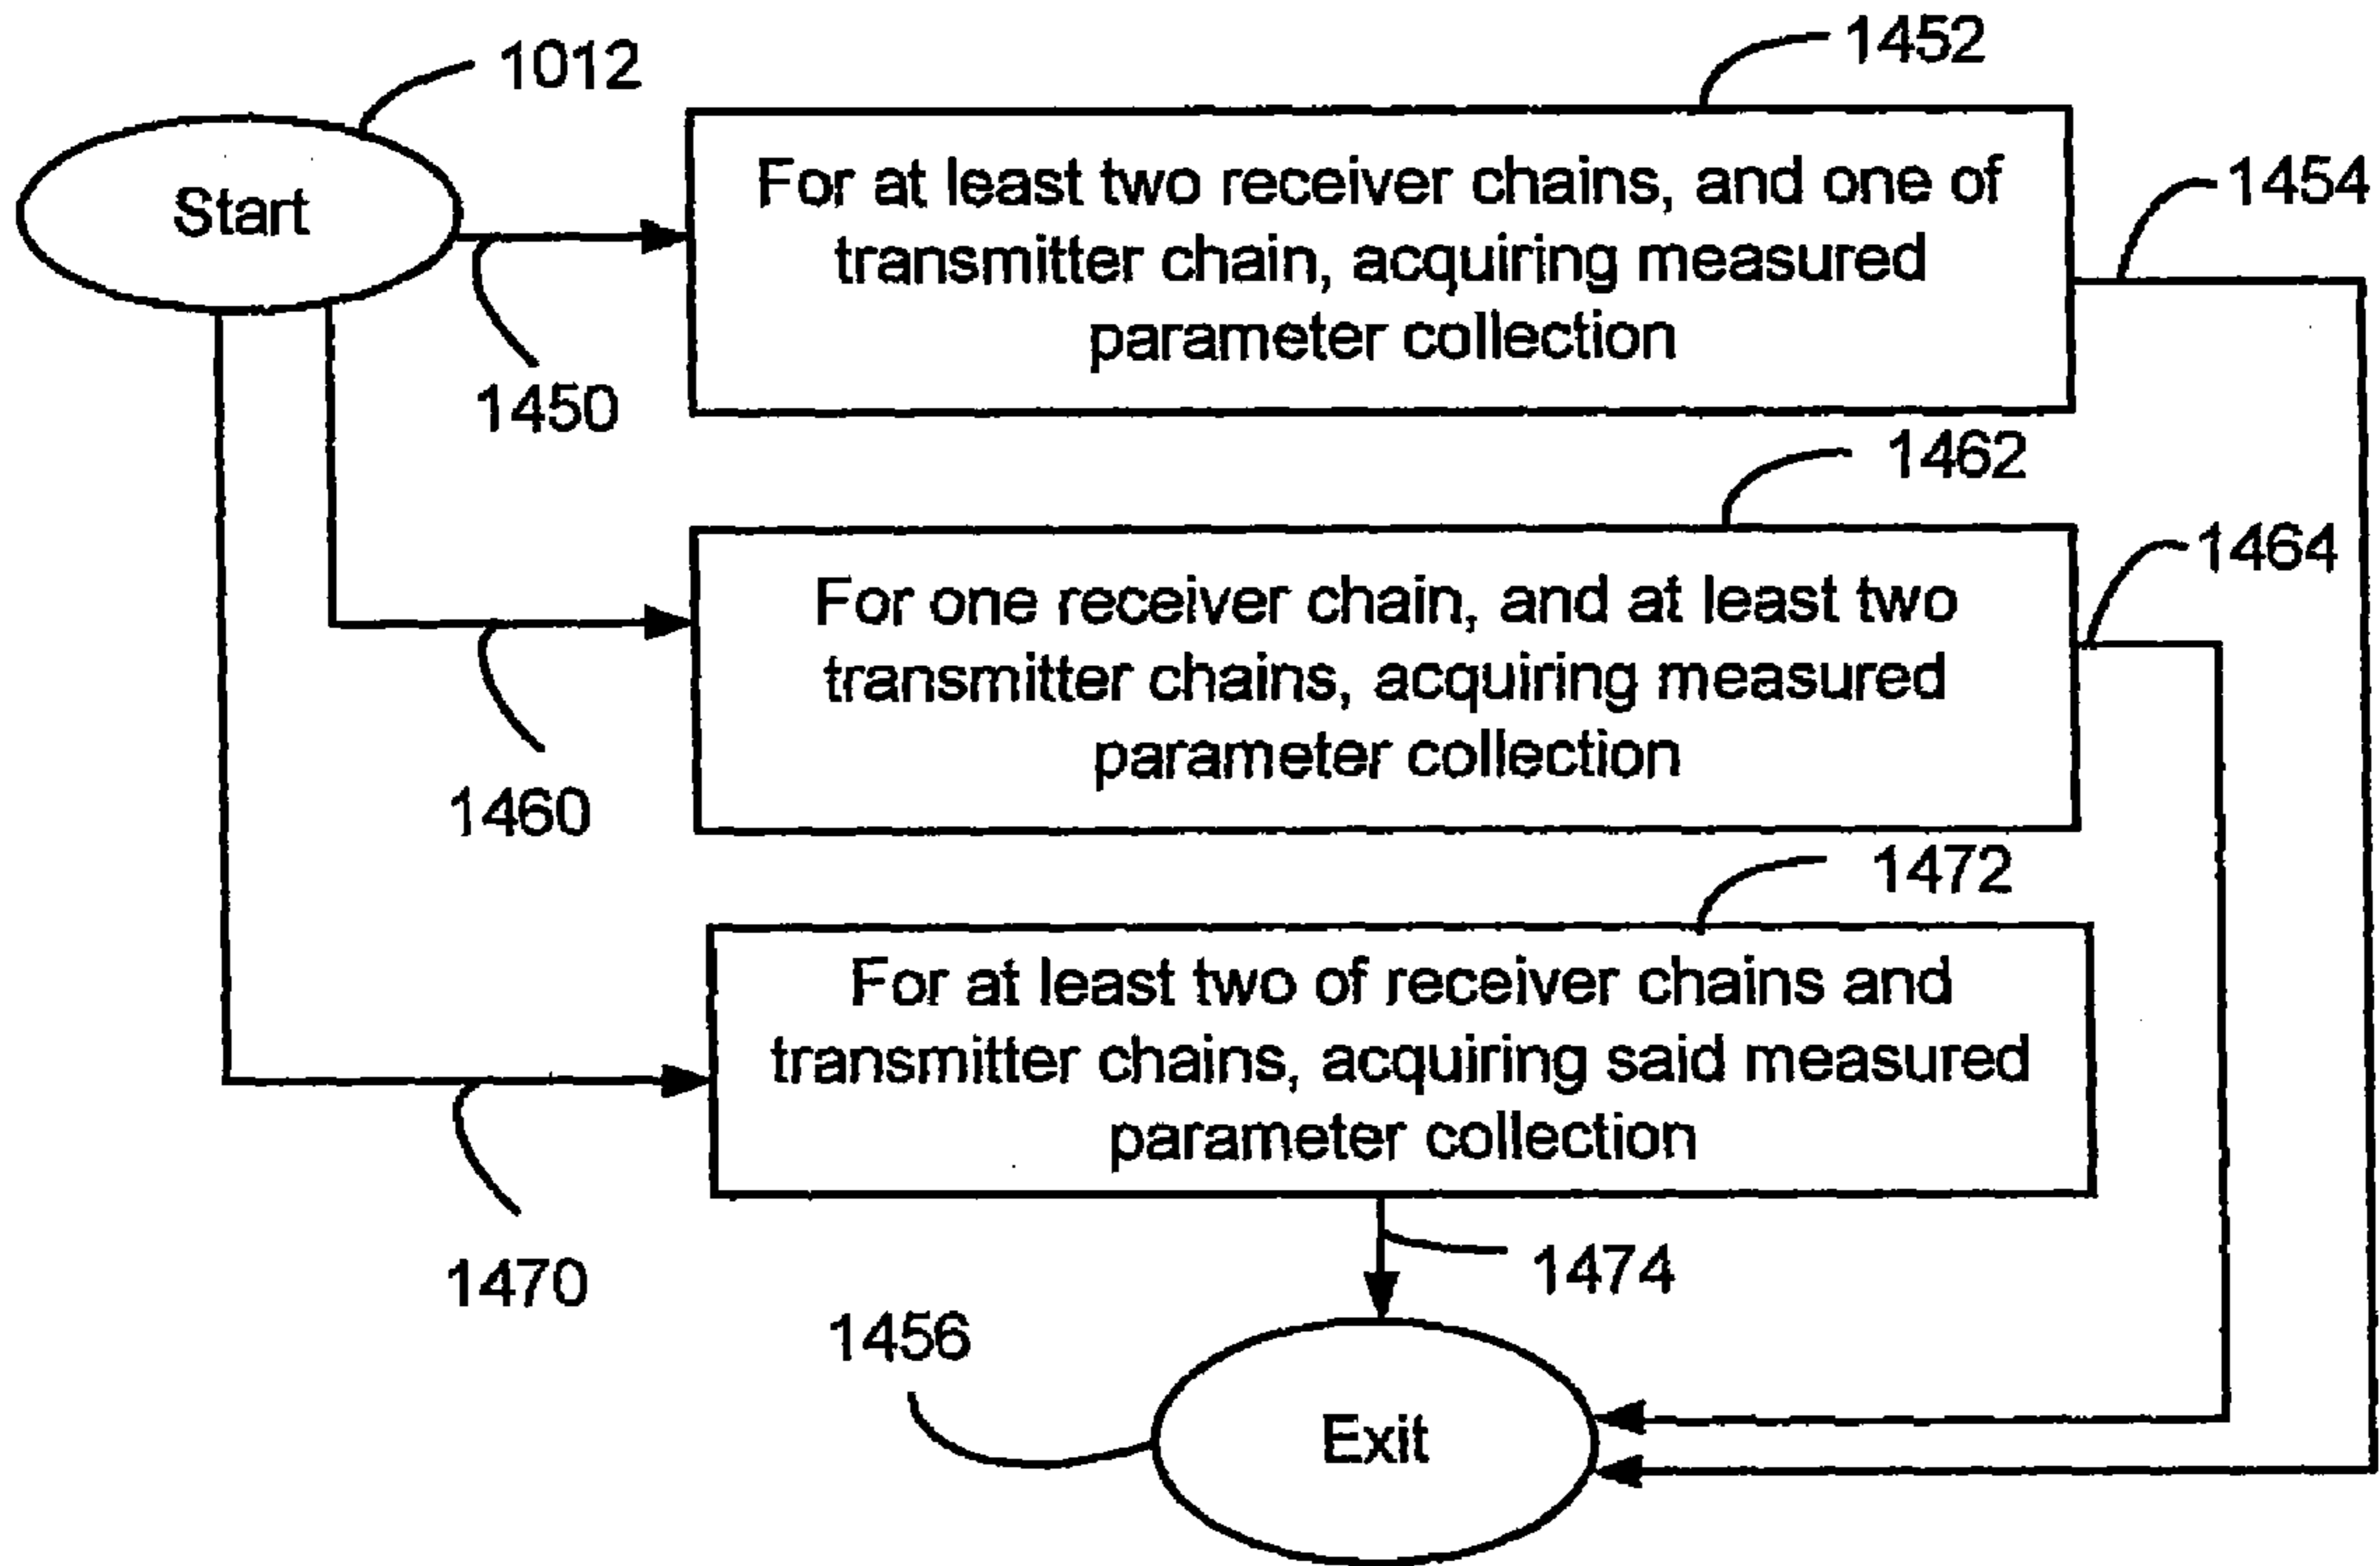 1012
Start
1450
1452
For at least two receiver chains, and one of
transmitter chain, acquiring measured
parameter collection
1454
1460
1462
For one receiver chain, and at least two
transmitter chains, acquiring measured
parameter collection
1464
1470
1472
For at least two of receiver chains and
transmitter chains, acquiring said measured
parameter collection
1474
1456
Exit